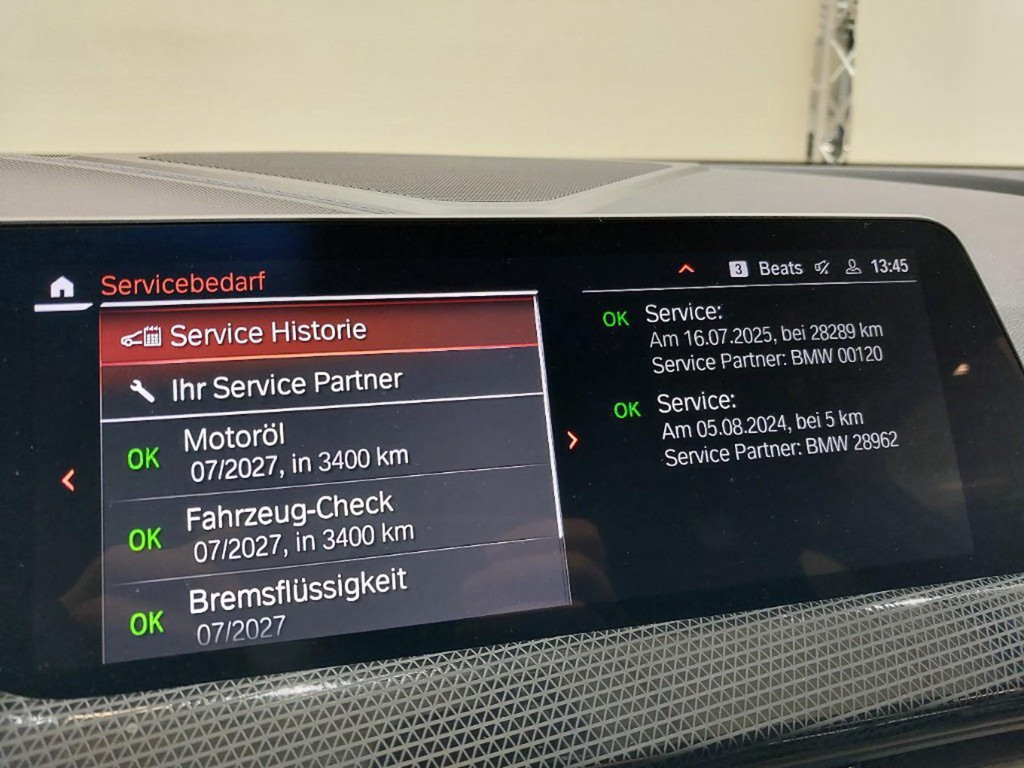 Servicebedarf
3 Beats 13:45
Service Historie
Ihr Service Partner
OK Motoröl
07/2027, in 3400 km
OK Fahrzeug-Check
07/2027, in 3400 km
OK Bremsflüssigkeit
07/2027
OK Service:
Am 16.07.2025, bei 28289 km
Service Partner: BMW 00120
OK Service:
Am 05.08.2024, bei 5 km
Service Partner: BMW 28962